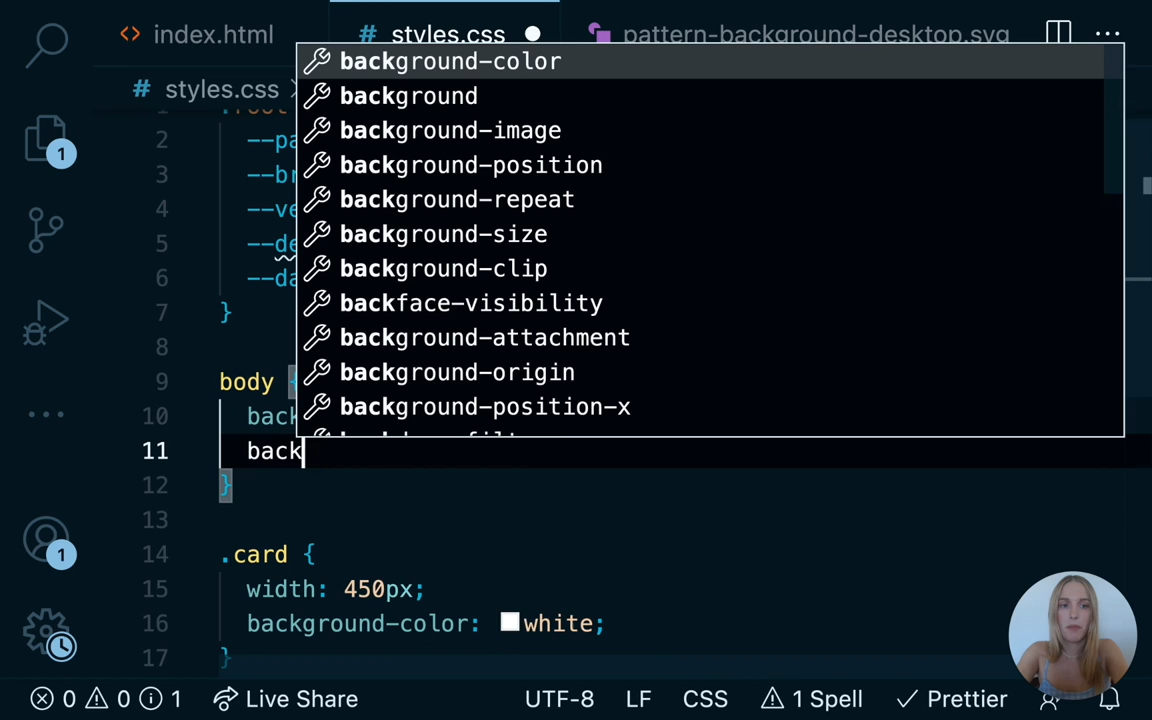 index.html
# styles.css
pattern-background-desktop.svg
# styles.css
2 --pa
3 --br
4 --ve
5 --de
6 --da
7 }
8
9 body {
10 back
11 back
12 }
13
14 .card {
15 width: 450px;
16 background-color: white;
17 }
background-color
background
background-image
background-position
background-repeat
background-size
background-clip
backface-visibility
background-attachment
background-origin
background-position-x
1
1
0 0 1 Live Share UTF-8 LF CSS 1 Spell Prettier